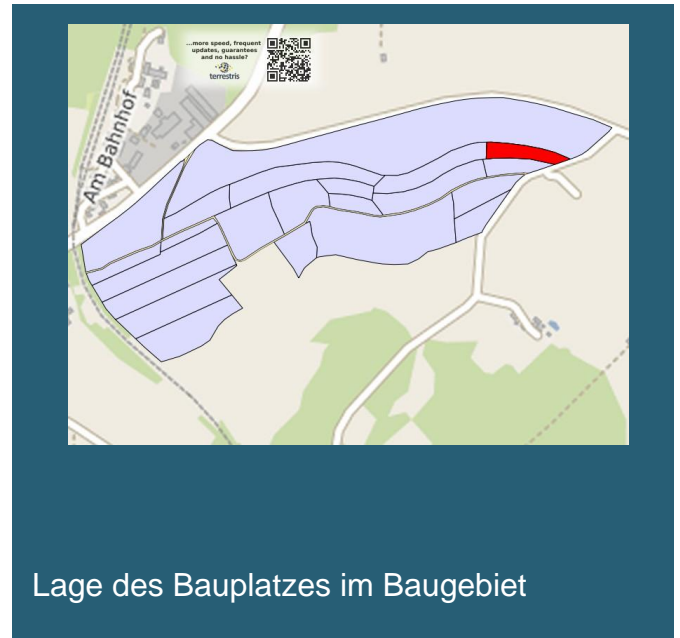 ...more speed, frequent
updates, guarantees
and no hassle?
terrestris
Am Bahnhof
Lage des Bauplatzes im Baugebiet